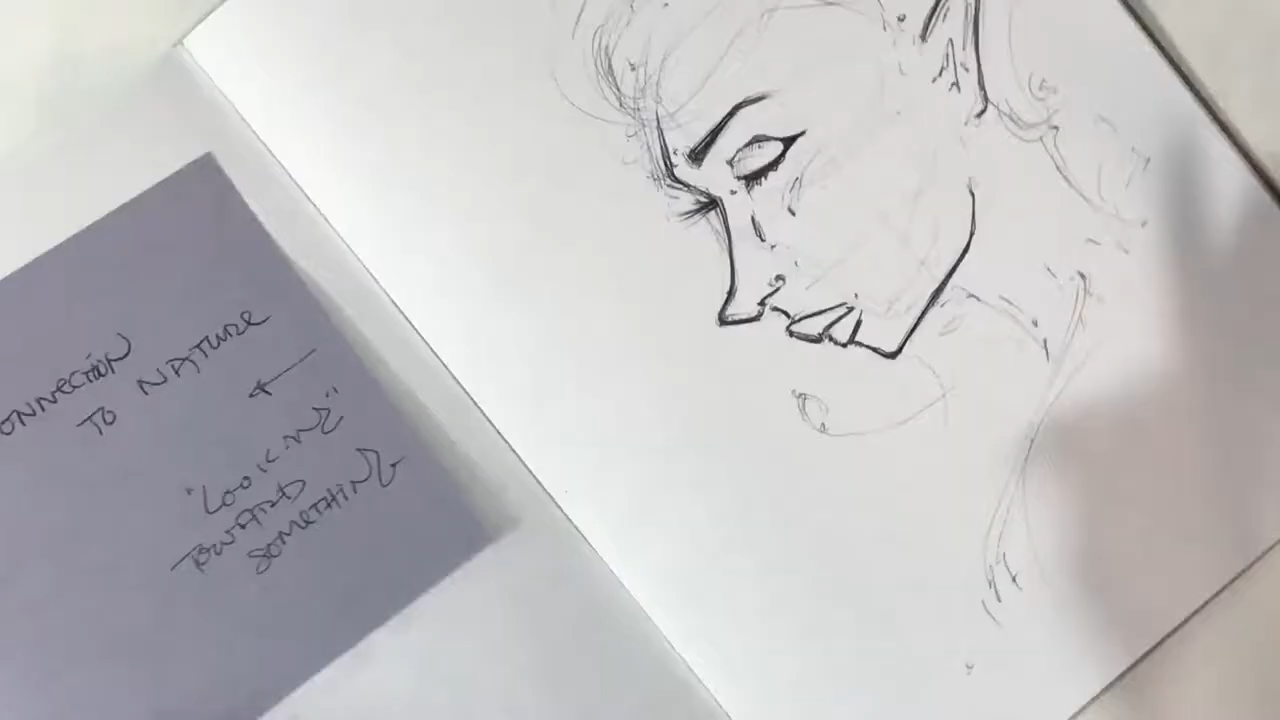 ONNECTION
TO NATURE
"LOOKING"
TOWARD
SOMETHING